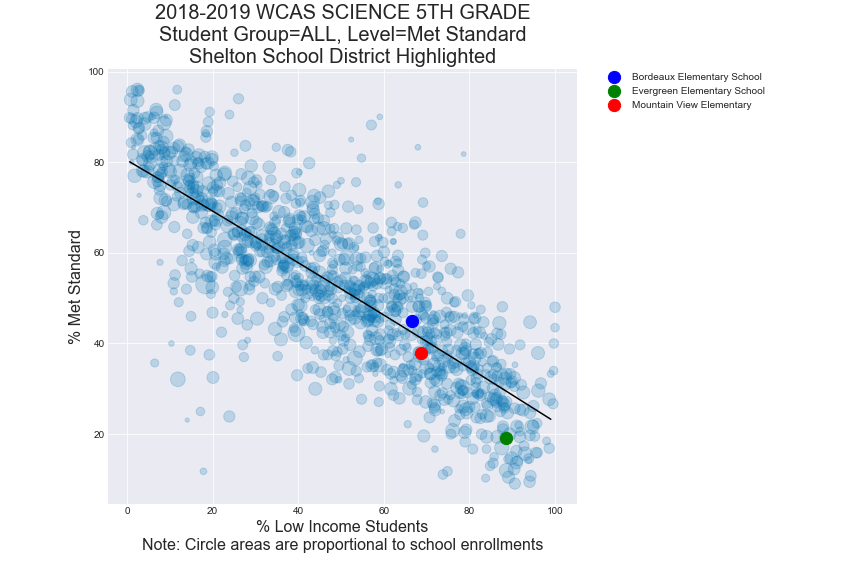 2018-2019 WCAS SCIENCE 5TH GRADE
Student Group=ALL, Level=Met Standard
Shelton School District Highlighted
Bordeaux Elementary School
Evergreen Elementary School
Mountain View Elementary
100
80
60
40
20
% Met Standard
0 20 40 60 80 100
% Low Income Students
Note: Circle areas are proportional to school enrollments